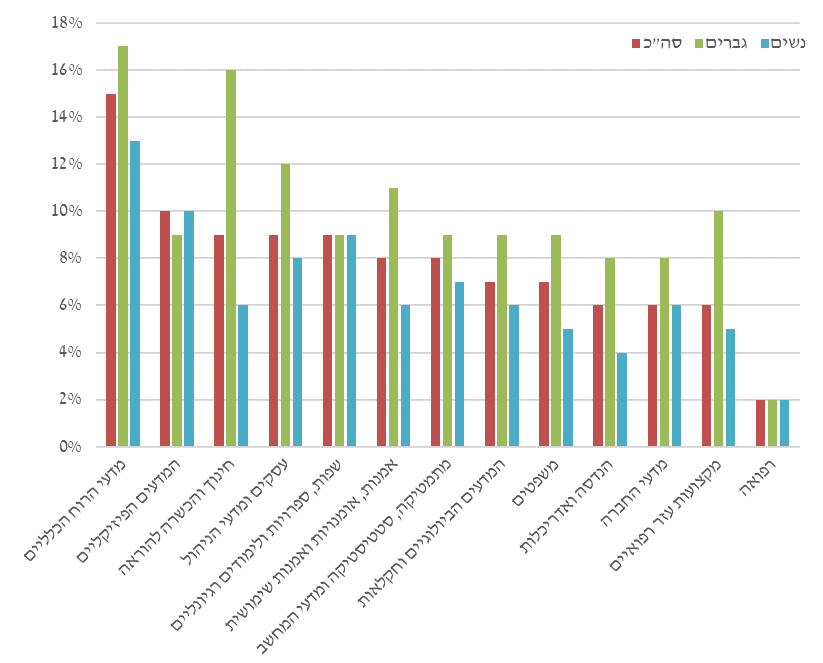 18%
16%
14%
12%
10%
8%
6%
4%
2%
0%
סה"כ גברים נשים
מדעי הרוח הכלליים
המדעים הפיזיקליים
חינוך והכשרה להוראה
עסקים ומדעי הניהול
שפות, ספרויות ולימודים רגיונליים
אמנות, אומנויות ואמנות שימושית
מתמטיקה, סטטיסטיקה ומדעי המחשב
המדעים הביולוגיים וחקלאות
משפטים
הנדסה ואדריכלות
מדעי החברה
מקצועות עזר רפואיים
רפואה